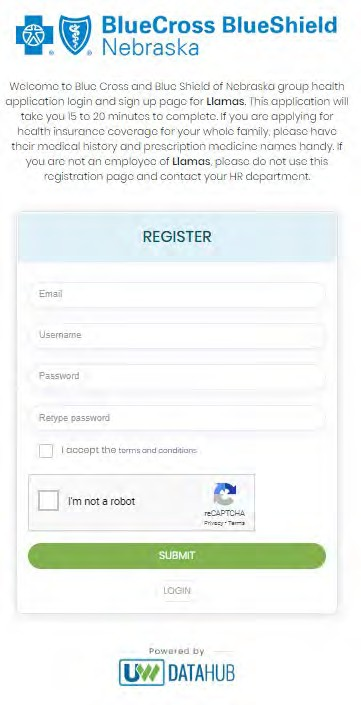 BlueCross BlueShield
Nebraska
Welcome to Blue Cross and Blue Shield of Nebraska group health
application login and sign up page for Llamas. This application will
take you 15 to 20 minutes to complete. If you are applying for
health insurance coverage for your whole family, please have
their medical history and prescription medicine names handy. If
you are not an employee of Llamas, please do not use this
registration page and contact your HR department.
REGISTER
Email
Username
Password
Retype password
I accept the terms and conditions
I'm not a robot
reCAPTCHA
Privacy • Terms
SUBMIT
LOGIN
Powered by
UW DATAHUB